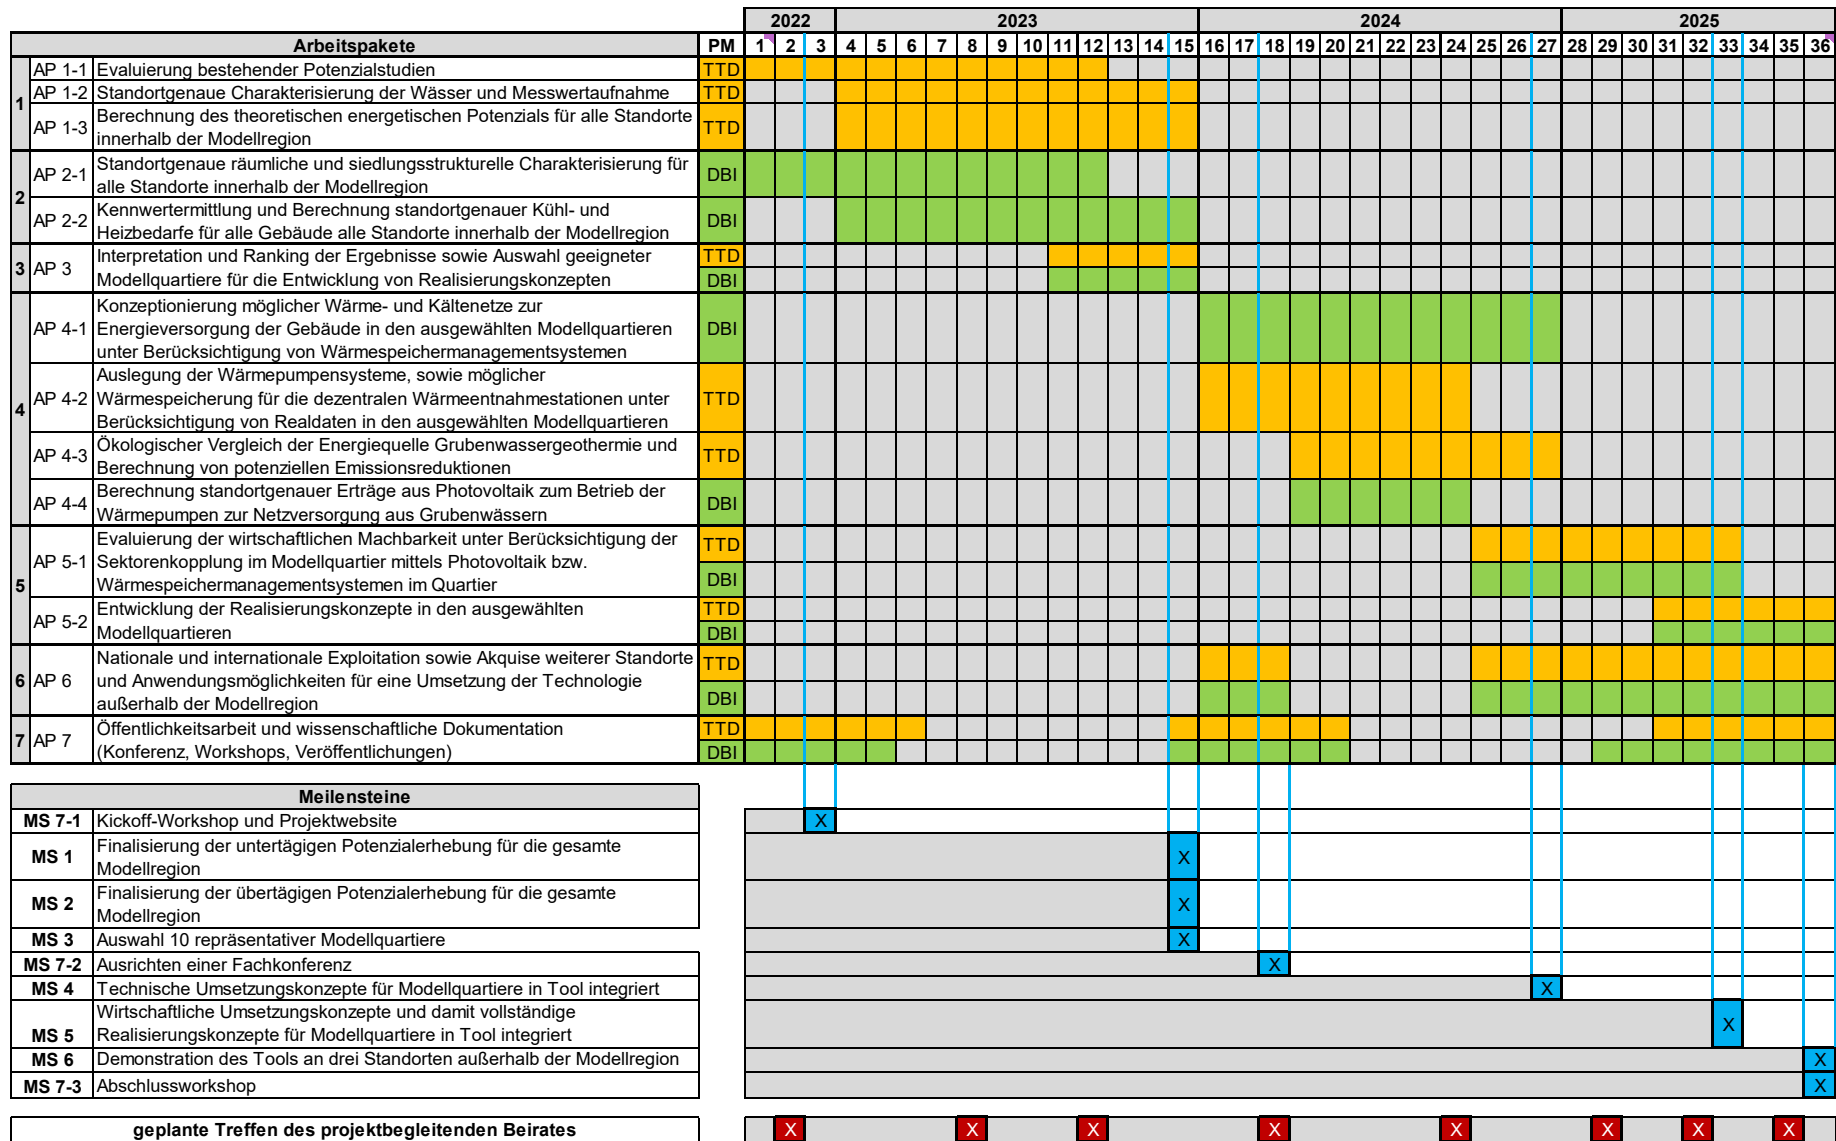 2022 2023 2024 2025
Arbeitspakete PM 1 2 3 4 5 6 7 8 9 10 11 12 13 14 15 16 17 18 19 20 21 22 23 24 25 26 27 28 29 30 31 32 33 34 35 36
1
AP 1-1 Evaluierung bestehender Potenzialstudien TTD
AP 1-2 Standortgenaue Charakterisierung der Wässer und Messwertaufnahme TTD
AP 1-3 Berechnung des theoretischen energetischen Potenzials für alle Standorte
innerhalb der Modellregion TTD
2
AP 2-1 Standortgenaue räumliche und siedlungsstrukturelle Charakterisierung für
alle Standorte innerhalb der Modellregion DBI
AP 2-2 Kennwertermittlung und Berechnung standortgenauer Kühl- und
Heizbedarfe für alle Gebäude alle Standorte innerhalb der Modellregion DBI
3 AP 3 Interpretation und Ranking der Ergebnisse sowie Auswahl geeigneter TTD
Modellquartiere für die Entwicklung von Realisierungskonzepten DBI
4
AP 4-1 Konzeptionierung möglicher Wärme- und Kältenetze zur
Energieversorgung der Gebäude in den ausgewählten Modellquartieren DBI
unter Berücksichtigung von Wärmespeichermanagementsystemen
AP 4-2 Auslegung der Wärmepumpensysteme, sowie möglicher
Wärmespeicherung für die dezentralen Wärmeentnahmestationen unter TTD
Berücksichtigung von Realdaten in den ausgewählten Modellquartieren
AP 4-3 Ökologischer Vergleich der Energiequelle Grubenwassergeothermie und
Berechnung von potenziellen Emissionsreduktionen TTD
AP 4-4 Berechnung standortgenauer Erträge aus Photovoltaik zum Betrieb der
Wärmepumpen zur Netzversorgung aus Grubenwässern DBI
5
AP 5-1 Evaluierung der wirtschaftlichen Machbarkeit unter Berücksichtigung der TTD
Sektorenkopplung im Modellquartier mittels Photovoltaik bzw.
Wärmespeichermanagementsystemen im Quartier DBI
AP 5-2 Entwicklung der Realisierungskonzepte in den ausgewählten TTD
Modellquartieren DBI
6 AP 6 Nationale und internationale Exploitation sowie Akquise weiterer Standorte TTD
und Anwendungsmöglichkeiten für eine Umsetzung der Technologie
außerhalb der Modellregion DBI
7 AP 7 Öffentlichkeitsarbeit und wissenschaftliche Dokumentation TTD
(Konferenz, Workshops, Veröffentlichungen) DBI
Meilensteine
MS 7-1 Kickoff-Workshop und Projektwebsite X
MS 1 Finalisierung der untertägigen Potenzialerhebung für die gesamte
Modellregion X
MS 2 Finalisierung der übertägigen Potenzialerhebung für die gesamte
Modellregion X
MS 3 Auswahl 10 repräsentativer Modellquartiere X
MS 7-2 Ausrichten einer Fachkonferenz X
MS 4 Technische Umsetzungskonzepte für Modellquartiere in Tool integriert X
Wirtschaftliche Umsetzungskonzepte und damit vollständige
MS 5 Realisierungskonzepte für Modellquartiere in Tool integriert X
MS 6 Demonstration des Tools an drei Standorten außerhalb der Modellregion X
MS 7-3 Abschlussworkshop X
geplante Treffen des projektbegleitenden Beirates X X X X X X X X